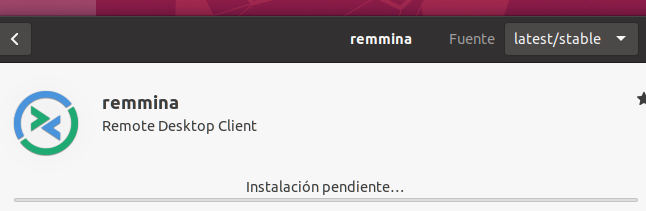 remmina Fuente latest/stable
remmina
Remote Desktop Client
Instalación pendiente…